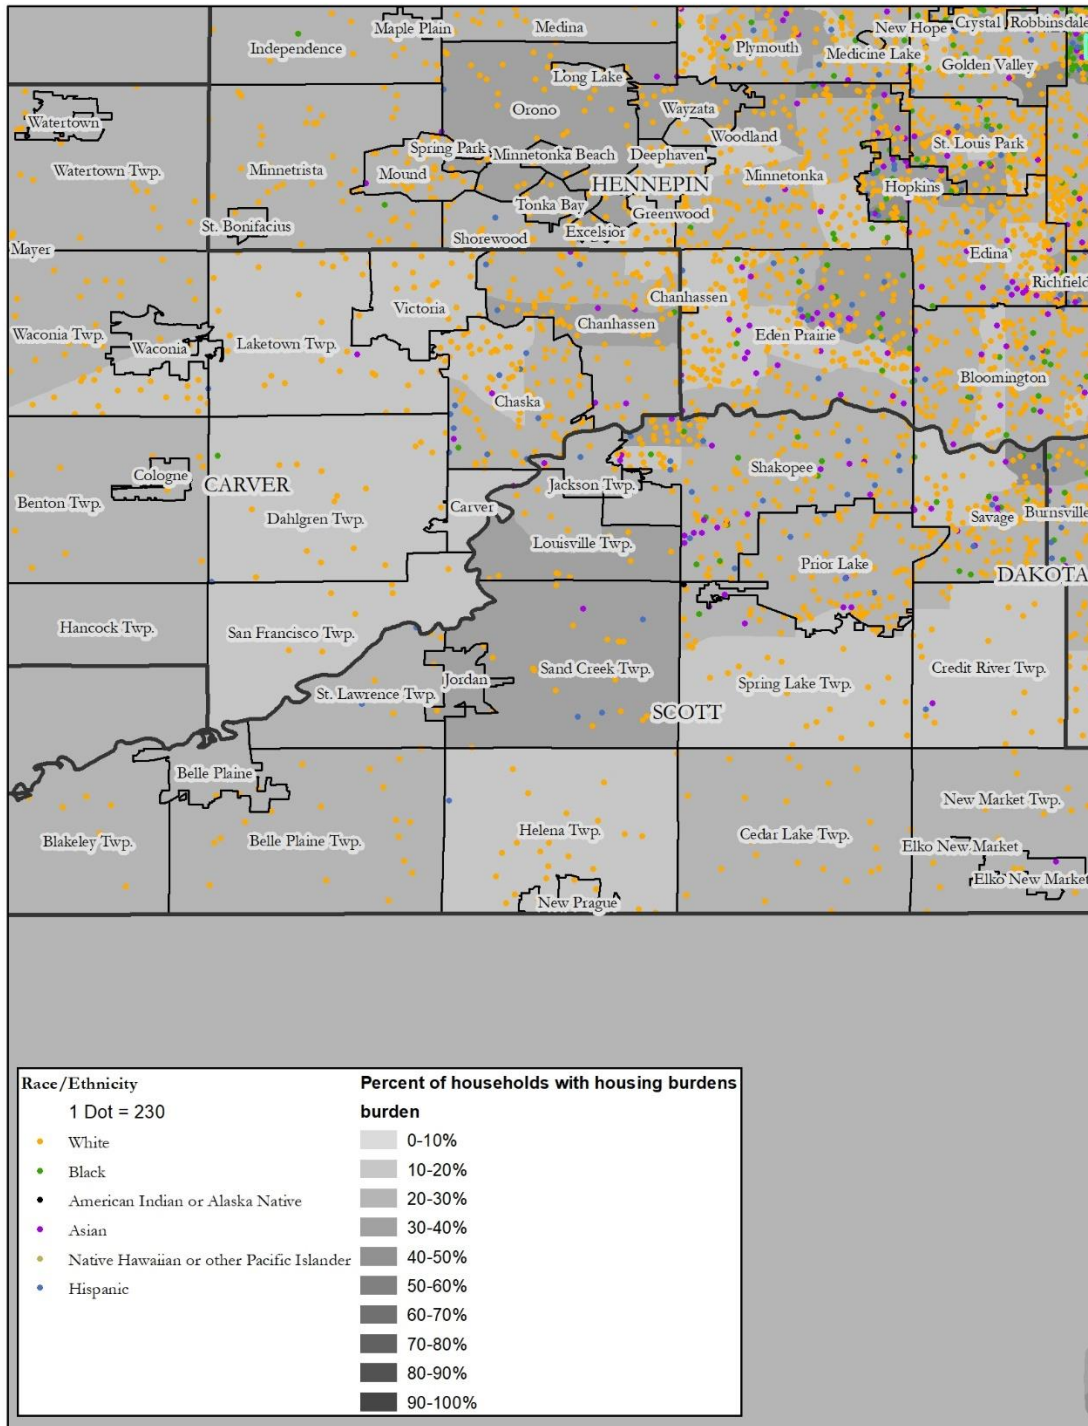 Maple Plain
Medina
New Hope
Crystal
Robbinsdale
Independence
Plymouth
Medicine Lake
Golden Valley
Long Lake
Orono
Wayzata
Watertown
Woodland
St. Louis Park
Spring Park
Minnetonka Beach
Deephaven
Watertown Twp.
Minnetrista
Mound
Minnetonka
HENNEPIN
Hopkins
Tonka Bay
Greenwood
St. Bonifacius
Excelsior
Shorewood
Mayer
Edina
Richfield
Chanhassen
Victoria
Waconia Twp.
Waconia
Laketown Twp.
Chanhassen
Eden Prairie
Bloomington
Chaska
Shakopee
Cologne
CARVER
Jackson Twp.
Benton Twp.
Carver
Dahlgren Twp.
Savage
Burnsville
Louisville Twp.
Prior Lake
DAKOTA
Hancock Twp.
San Francisco Twp.
Sand Creek Twp.
Credit River Twp.
Jordan
Spring Lake Twp.
St. Lawrence Twp.
SCOTT
Belle Plaine
New Market Twp.
Helena Twp.
Cedar Lake Twp.
Blakeley Twp.
Belle Plaine Twp.
Elko New Market
Elko New Market
New Prague
Race/Ethnicity
1 Dot = 230
White
Black
American Indian or Alaska Native
Asian
Native Hawaiian or other Pacific Islander
Hispanic
Percent of households with housing burdens
burden
0-10%
10-20%
20-30%
30-40%
40-50%
50-60%
60-70%
70-80%
80-90%
90-100%